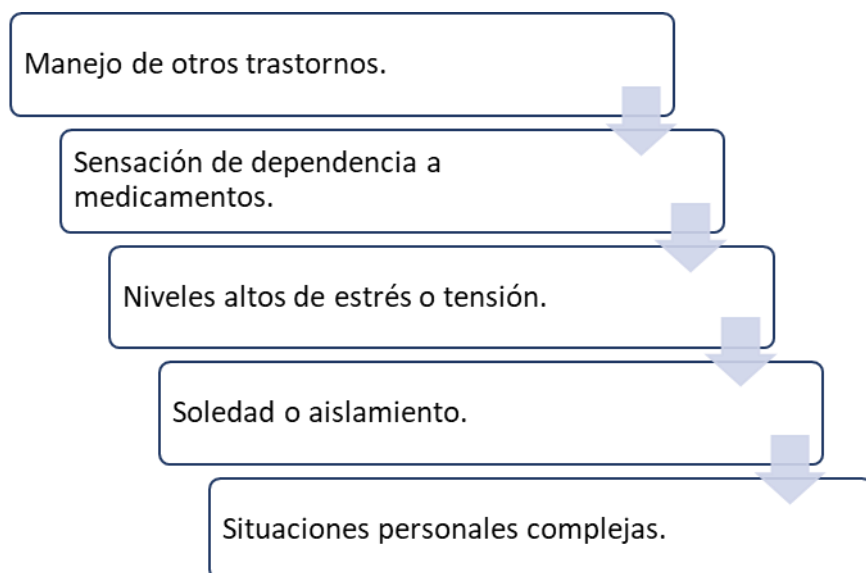 Manejo de otros trastornos.
Sensación de dependencia a
medicamentos.
Niveles altos de estrés o tensión.
Soledad o aislamiento.
Situaciones personales complejas.